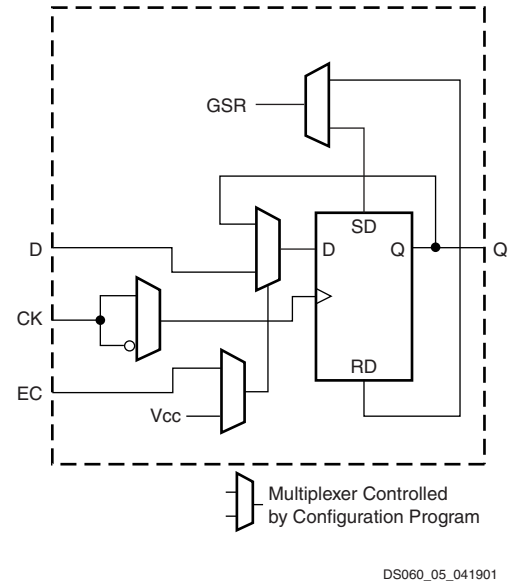 GSR
SD
D
D
Q
Q
CK
RD
EC
Vcc
Multiplexer Controlled
by Configuration Program
DS060_05_041901